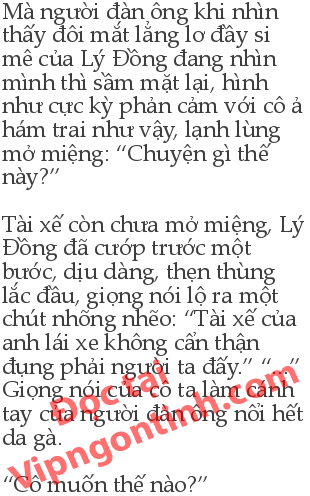 Mà người đàn ông khi nhìn
thấy đôi mắt lẳng lơ đầy si
mê của Lý Đồng đang nhìn
mình thì sầm mặt lại, hình
như cực kỳ phản cảm với cô ả
hám trai như vậy, lạnh lùng
mở miệng: “Chuyện gì thế
này?”
Tài xế còn chưa mở miệng, Lý
Đồng đã cướp trước một
bước, dịu dàng, thẹn thùng
lắc đầu, giọng nói lộ ra một
chút nhõng nhẽo: “Tài xế của
anh lái xe không cẩn thận
đụng phải người ta đấy.” “...”
Giọng nói của cô ta làm cánh
tay của người đàn ông nổi hết
da gà.
“Cô muốn thế nào?”
Đọc tại
Vipngontinh.com